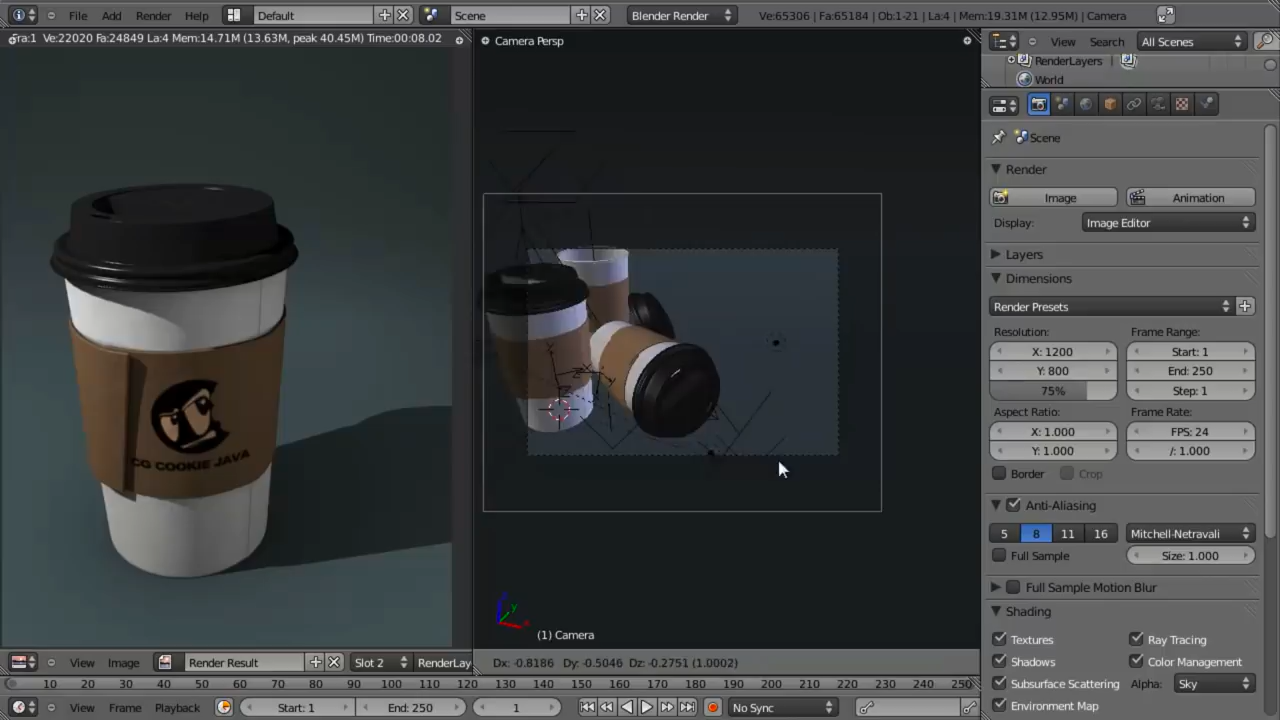 File Add Render Help Default Scene Blender Render Ve:65306 | Fa:65184 | Ob:1-21 | La:4 | Mem:19.31M (12.95M) | Camera
Fra:1 Ve:22020 Fa:24849 La:4 Mem:14.71M (13.63M, peak 40.45M) Time:00:08.02
Camera Persp
View Search All Scenes
RenderLayers
World
Scene
Render
Image Animation
Display: Image Editor
Layers
Dimensions
Render Presets
Resolution: Frame Range:
X: 1200 Start: 1
Y: 800 End: 250
75% Step: 1
Aspect Ratio: Frame Rate:
X: 1.000 FPS: 24
Y: 1.000 /: 1.000
Border Crop
Anti-Aliasing
5 8 11 16 Mitchell-Netravali
Full Sample Size: 1.000
Full Sample Motion Blur
Shading
Textures Ray Tracing
Shadows Color Management
Subsurface Scattering Alpha: Sky
Environment Map
CG COOKIE JAVA
(1) Camera
View Image Render Result Slot 2 RenderLay
Dx: -0.8186 Dy: -0.5046 Dz: -0.2751 (1.0002)
10 20 30 40 50 60 70 80 90 100 110 120 130 140 150 160 170 180 190 200 210 220 230 240 250
View Frame Playback Start: 1 End: 250 1 No Sync